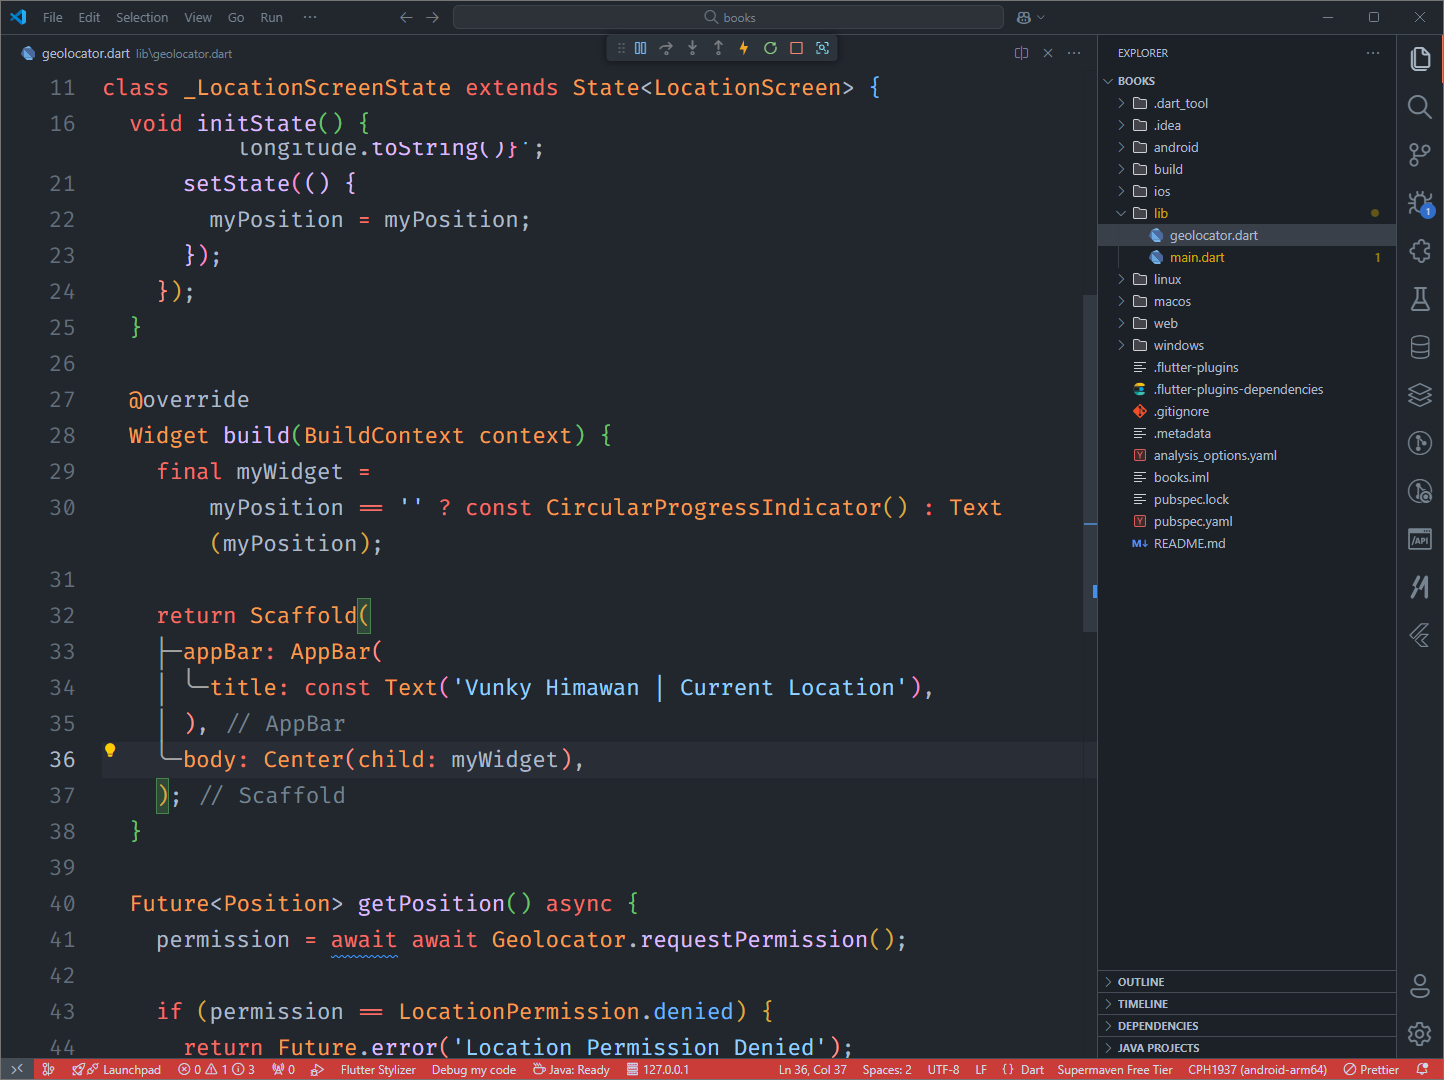 File Edit Selection View Go Run ··· books
geolocator.dart lib\geolocator.dart
11 class _LocationScreenState extends State<LocationScreen> {
16 void initState() {
longitude.toString()}';
21 setState(() {
22 myPosition = myPosition;
23 });
24 });
25 }
26
27 @override
28 Widget build(BuildContext context) {
29 final myWidget =
30 myPosition == '' ? const CircularProgressIndicator() : Text
(myPosition);
31
32 return Scaffold(
33 appBar: AppBar(
34 title: const Text('Vunky Himawan | Current Location'),
35 ), // AppBar
36 body: Center(child: myWidget),
37 ); // Scaffold
38 }
39
40 Future<Position> getPosition() async {
41 permission = await await Geolocator.requestPermission();
42
43 if (permission == LocationPermission.denied) {
44 return Future.error('Location Permission Denied');
EXPLORER
BOOKS
.dart_tool
.idea
android
build
ios
lib
geolocator.dart
main.dart 1
linux
macos
web
windows
.flutter-plugins
.flutter-plugins-dependencies
.gitignore
.metadata
analysis_options.yaml
books.iml
pubspec.lock
pubspec.yaml
README.md
OUTLINE
TIMELINE
DEPENDENCIES
JAVA PROJECTS
1
/API
Launchpad 0 1 3 0 Flutter Stylizer Debug my code Java: Ready 127.0.0.1 Ln 36, Col 37 Spaces: 2 UTF-8 LF {} Dart Supermaven Free Tier CPH1937 (android-arm64) Prettier